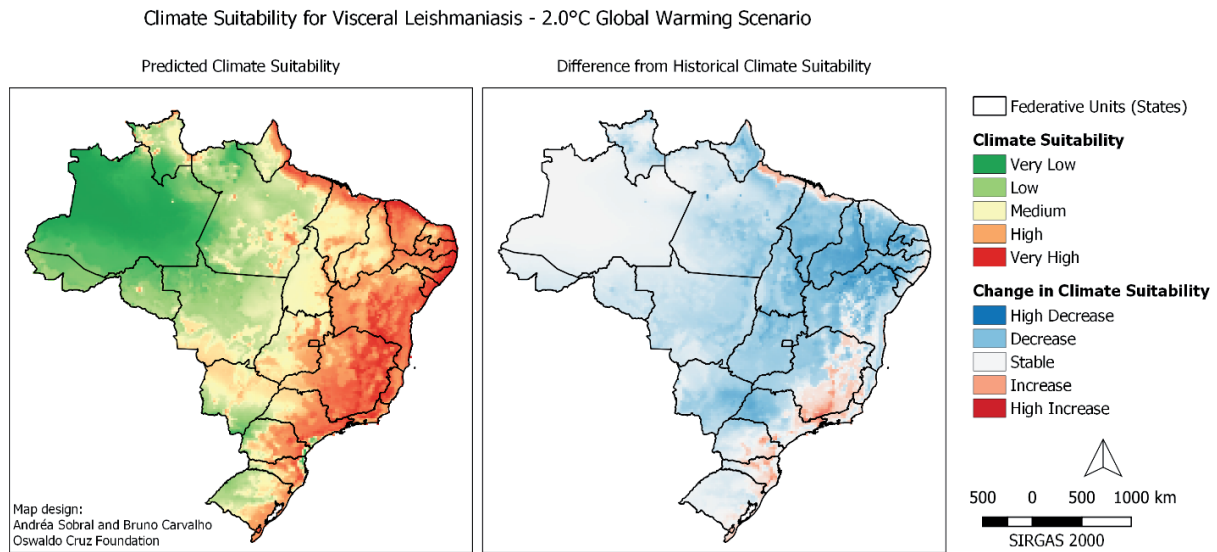 Climate Suitability for Visceral Leishmaniasis - 2.0°C Global Warming Scenario
Predicted Climate Suitability
Difference from Historical Climate Suitability
Map design:
Andréa Sobral and Bruno Carvalho
Oswaldo Cruz Foundation
Federative Units (States)
Climate Suitability
Very Low
Low
Medium
High
Very High
Change in Climate Suitability
High Decrease
Decrease
Stable
Increase
High Increase
500 0 500 1000 km
SIRGAS 2000